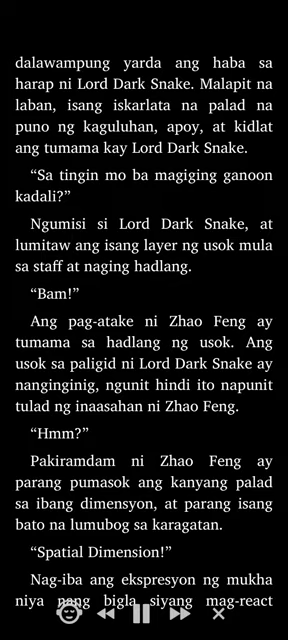 dalawampung yarda ang haba sa
harap ni Lord Dark Snake. Malapit na
laban, isang iskarlata na palad na
puno ng kaguluhan, apoy, at kidlat
ang tumama kay Lord Dark Snake.
“Sa tingin mo ba magiging ganoon
kadali?”
Ngumisi si Lord Dark Snake, at
lumitaw ang isang layer ng usok mula
sa staff at naging hadlang.
“Bam!”
Ang pag-atake ni Zhao Feng ay
tumama sa hadlang ng usok. Ang
usok sa paligid ni Lord Dark Snake ay
nanginginig, ngunit hindi ito napunit
tulad ng inaasahan ni Zhao Feng.
“Hmm?”
Pakiramdam ni Zhao Feng ay
parang pumasok ang kanyang palad
sa ibang dimensyon, at parang isang
bato na lumubog sa karagatan.
“Spatial Dimension!”
Nag-iba ang ekspresyon ng mukha
niya nang bigla siyang mag-react